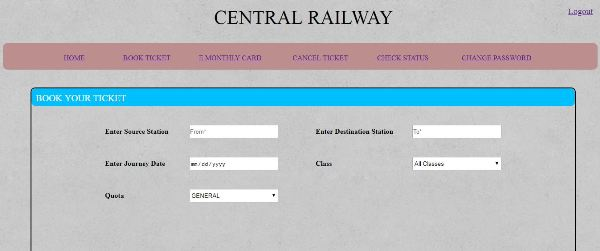 CENTRAL RAILWAY
Logout
HOME BOOK TICKET E MONTHLY CARD CANCEL TICKET CHECK STATUS CHANGE PASSWORD
BOOK YOUR TICKET
Enter Source Station From* Enter Destination Station To*
Enter Journey Date mm/dd/yyyy Class All Classes
Quota GENERAL